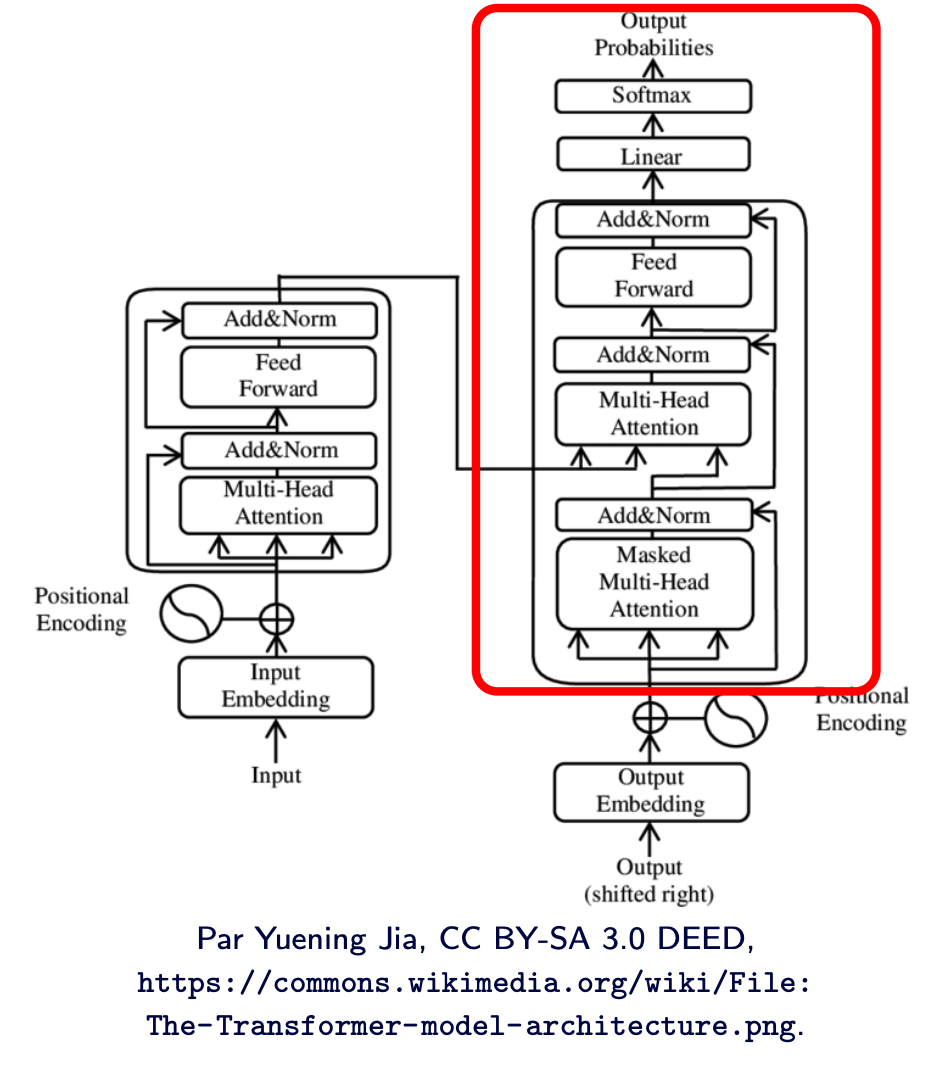 Output
Probabilities
Softmax
Linear
Add&Norm
Feed
Forward
Add&Norm
Multi-Head
Attention
Add&Norm
Masked
Multi-Head
Attention
Add&Norm
Feed
Forward
Add&Norm
Multi-Head
Attention
Positional
Encoding
Input
Embedding
Input
Positional
Encoding
Output
Embedding
Output
(shifted right)
Par Yuening Jia, CC BY-SA 3.0 DEED,
https://commons.wikimedia.org/wiki/File:
The-Transformer-model-architecture.png.